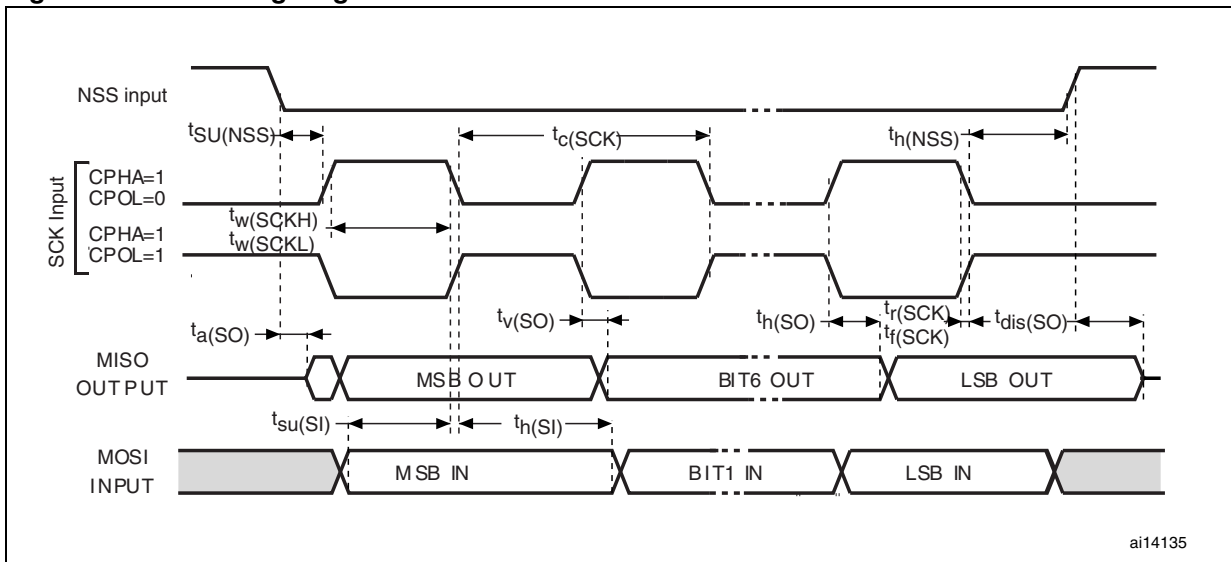 NSS input
tSU(NSS)
tc(SCK)
th(NSS)
SCK Input
CPHA=1
CPOL=0
tw(SCKH)
tw(SCKL)
CPHA=1
CPOL=1
ta(SO)
tv(SO)
th(SO)
tr(SCK)
tf(SCK)
tdis(SO)
MISO
OUTPUT
MSB OUT
BIT6 OUT
LSB OUT
tsu(SI)
th(SI)
MOSI
INPUT
MSB IN
BIT1 IN
LSB IN
ai14135